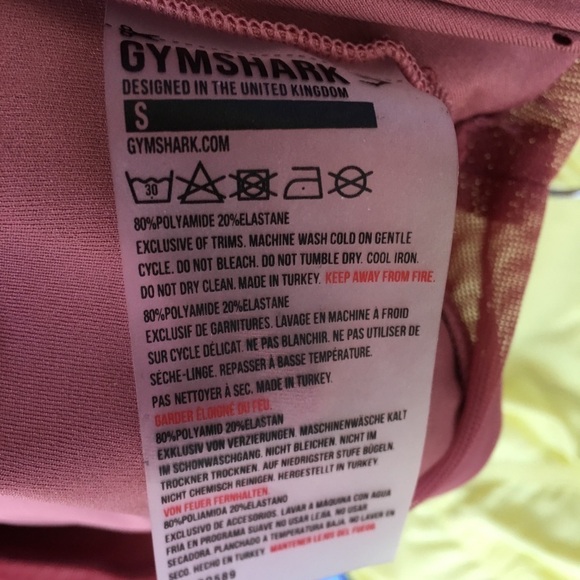 GYMSHARK
DESIGNED IN THE UNITED KINGDOM
S
GYMSHARK.COM
30
80%POLYAMIDE 20%ELASTANE
EXCLUSIVE OF TRIMS. MACHINE WASH COLD ON GENTLE
CYCLE. DO NOT BLEACH. DO NOT TUMBLE DRY. COOL IRON.
DO NOT DRY CLEAN. MADE IN TURKEY. KEEP AWAY FROM FIRE.
80%POLYAMIDE 20%ELASTANE
EXCLUSIF DE GARNITURES. LAVAGE EN MACHINE À FROID
SUR CYCLE DÉLICAT. NE PAS BLANCHIR. NE PAS UTILISER DE
SÈCHE-LINGE. REPASSER À BASSE TEMPÉRATURE.
PAS NETTOYER À SEC. MADE IN TURKEY.
GARDER ÉLOIGNÉ DU FEU.
80%POLYAMID 20%ELASTAN
EXKLUSIV VON VERZIERUNGEN. MASCHINENWÄSCHE KALT
IM SCHONWASCHGANG. NICHT BLEICHEN. NICHT IM
TROCKNER TROCKNEN. AUF NIEDRIGSTER STUFE BÜGELN.
NICHT CHEMISCH REINIGEN. HERGESTELLT IN TURKEY.
VON FEUER FERNHALTEN
80%POLIAMIDA 20%ELASTANO
EXCLUSIVO DE ACCESORIOS. LAVAR A MÁQUINA CON AGUA
FRÍA EN PROGRAMA SUAVE NO USAR LEJÍA. NO USAR
SECADORA. PLANCHADO A TEMPERATURA BAJA. NO LAVAR EN
SECO. HECHO EN TURKEY. MANTENER LEJOS DEL FUEGO
589